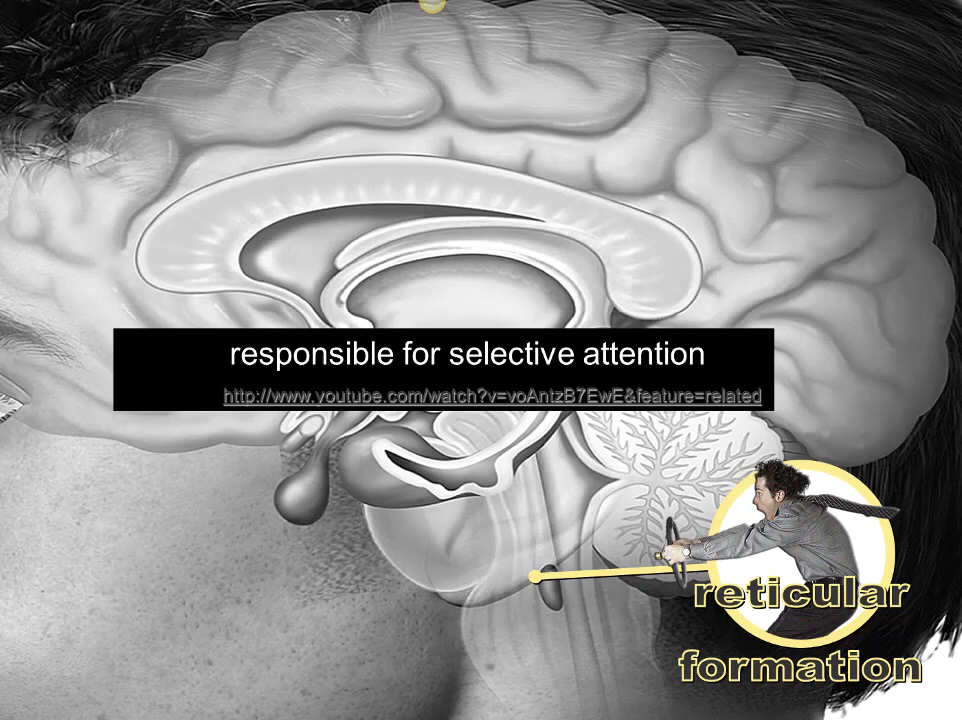 responsible for selective attention
http://www.youtube.com/watch?v=voAntzB7EwE&feature=related
reticular
formation